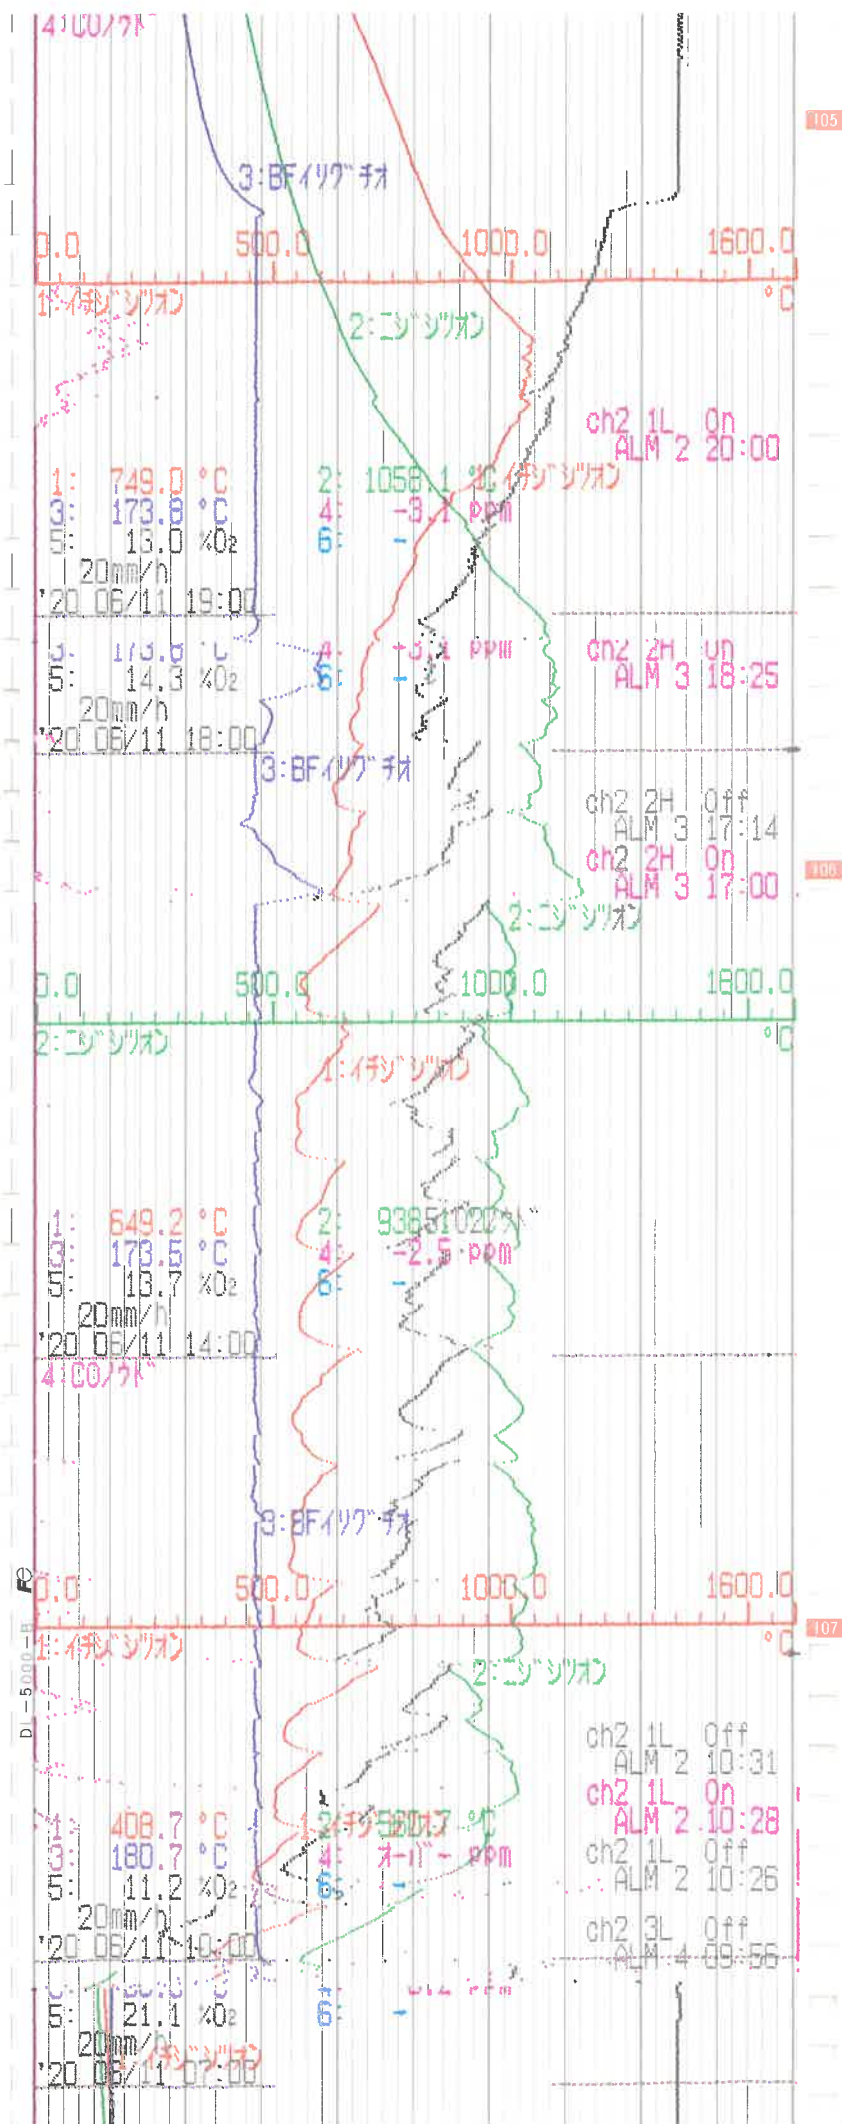 4:COノウド
105
3:BFイリグチオ
0.0 500.0 1000.0 1600.0
°C
1:イチジシツオン
2:ニジシツオン
ch2 1L On
ALM 2 20:00
1: 749.0 °C 2: 1058.1 °C イチジシツオン
3: 173.8 °C 4: -3.1 ppm
5: 13.0 %O₂ 6: -
20mm/h
'20 06/11 19:00
3: 173.8 °C 4: -3.1 ppm
ch2 2H On
5: 14.3 %O₂ 6: -
ALM 3 18:25
20mm/h
'20 06/11 18:00
3:BFイリグチオ
ch2 2H Off
ALM 3 17:14
ch2 2H On
106
ALM 3 17:00
2:ニジシツオン
0.0 500.0 1000.0 1600.0
°C
2:ニジシツオン
1:イチジシツオン
1: 649.2 °C 2:
3: 173.5 °C 4: -2.5 ppm
5: 13.7 %O₂ 6: -
20mm/h
'20 06/11 14:00
4:COノウド
3:BFイリグチオ
0.0 500.0 1000.0 1600.0
107
°C
1:イチジシツオン
2:ニジシツオン
DL-5000-B
ch2 1L Off
ALM 2 10:31
ch2 1L On
1: 408.7 °C
ALM 2 10:28
3: 180.7 °C 4: オーバー ppm
ch2 1L Off
5: 11.2 %O₂ 6: -
ALM 2 10:26
20mm/h
ch2 3L Off
'20 06/11 10:00
ALM 4 09:56
5: 21.1 %O₂ 6: -
20mm/h
イチジシツオン
'20 06/11 07:00